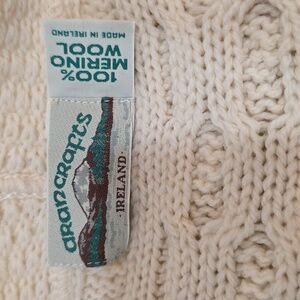 100%
MERINO
WOOL
MADE IN IRELAND
arancrafts
·IRELAND·